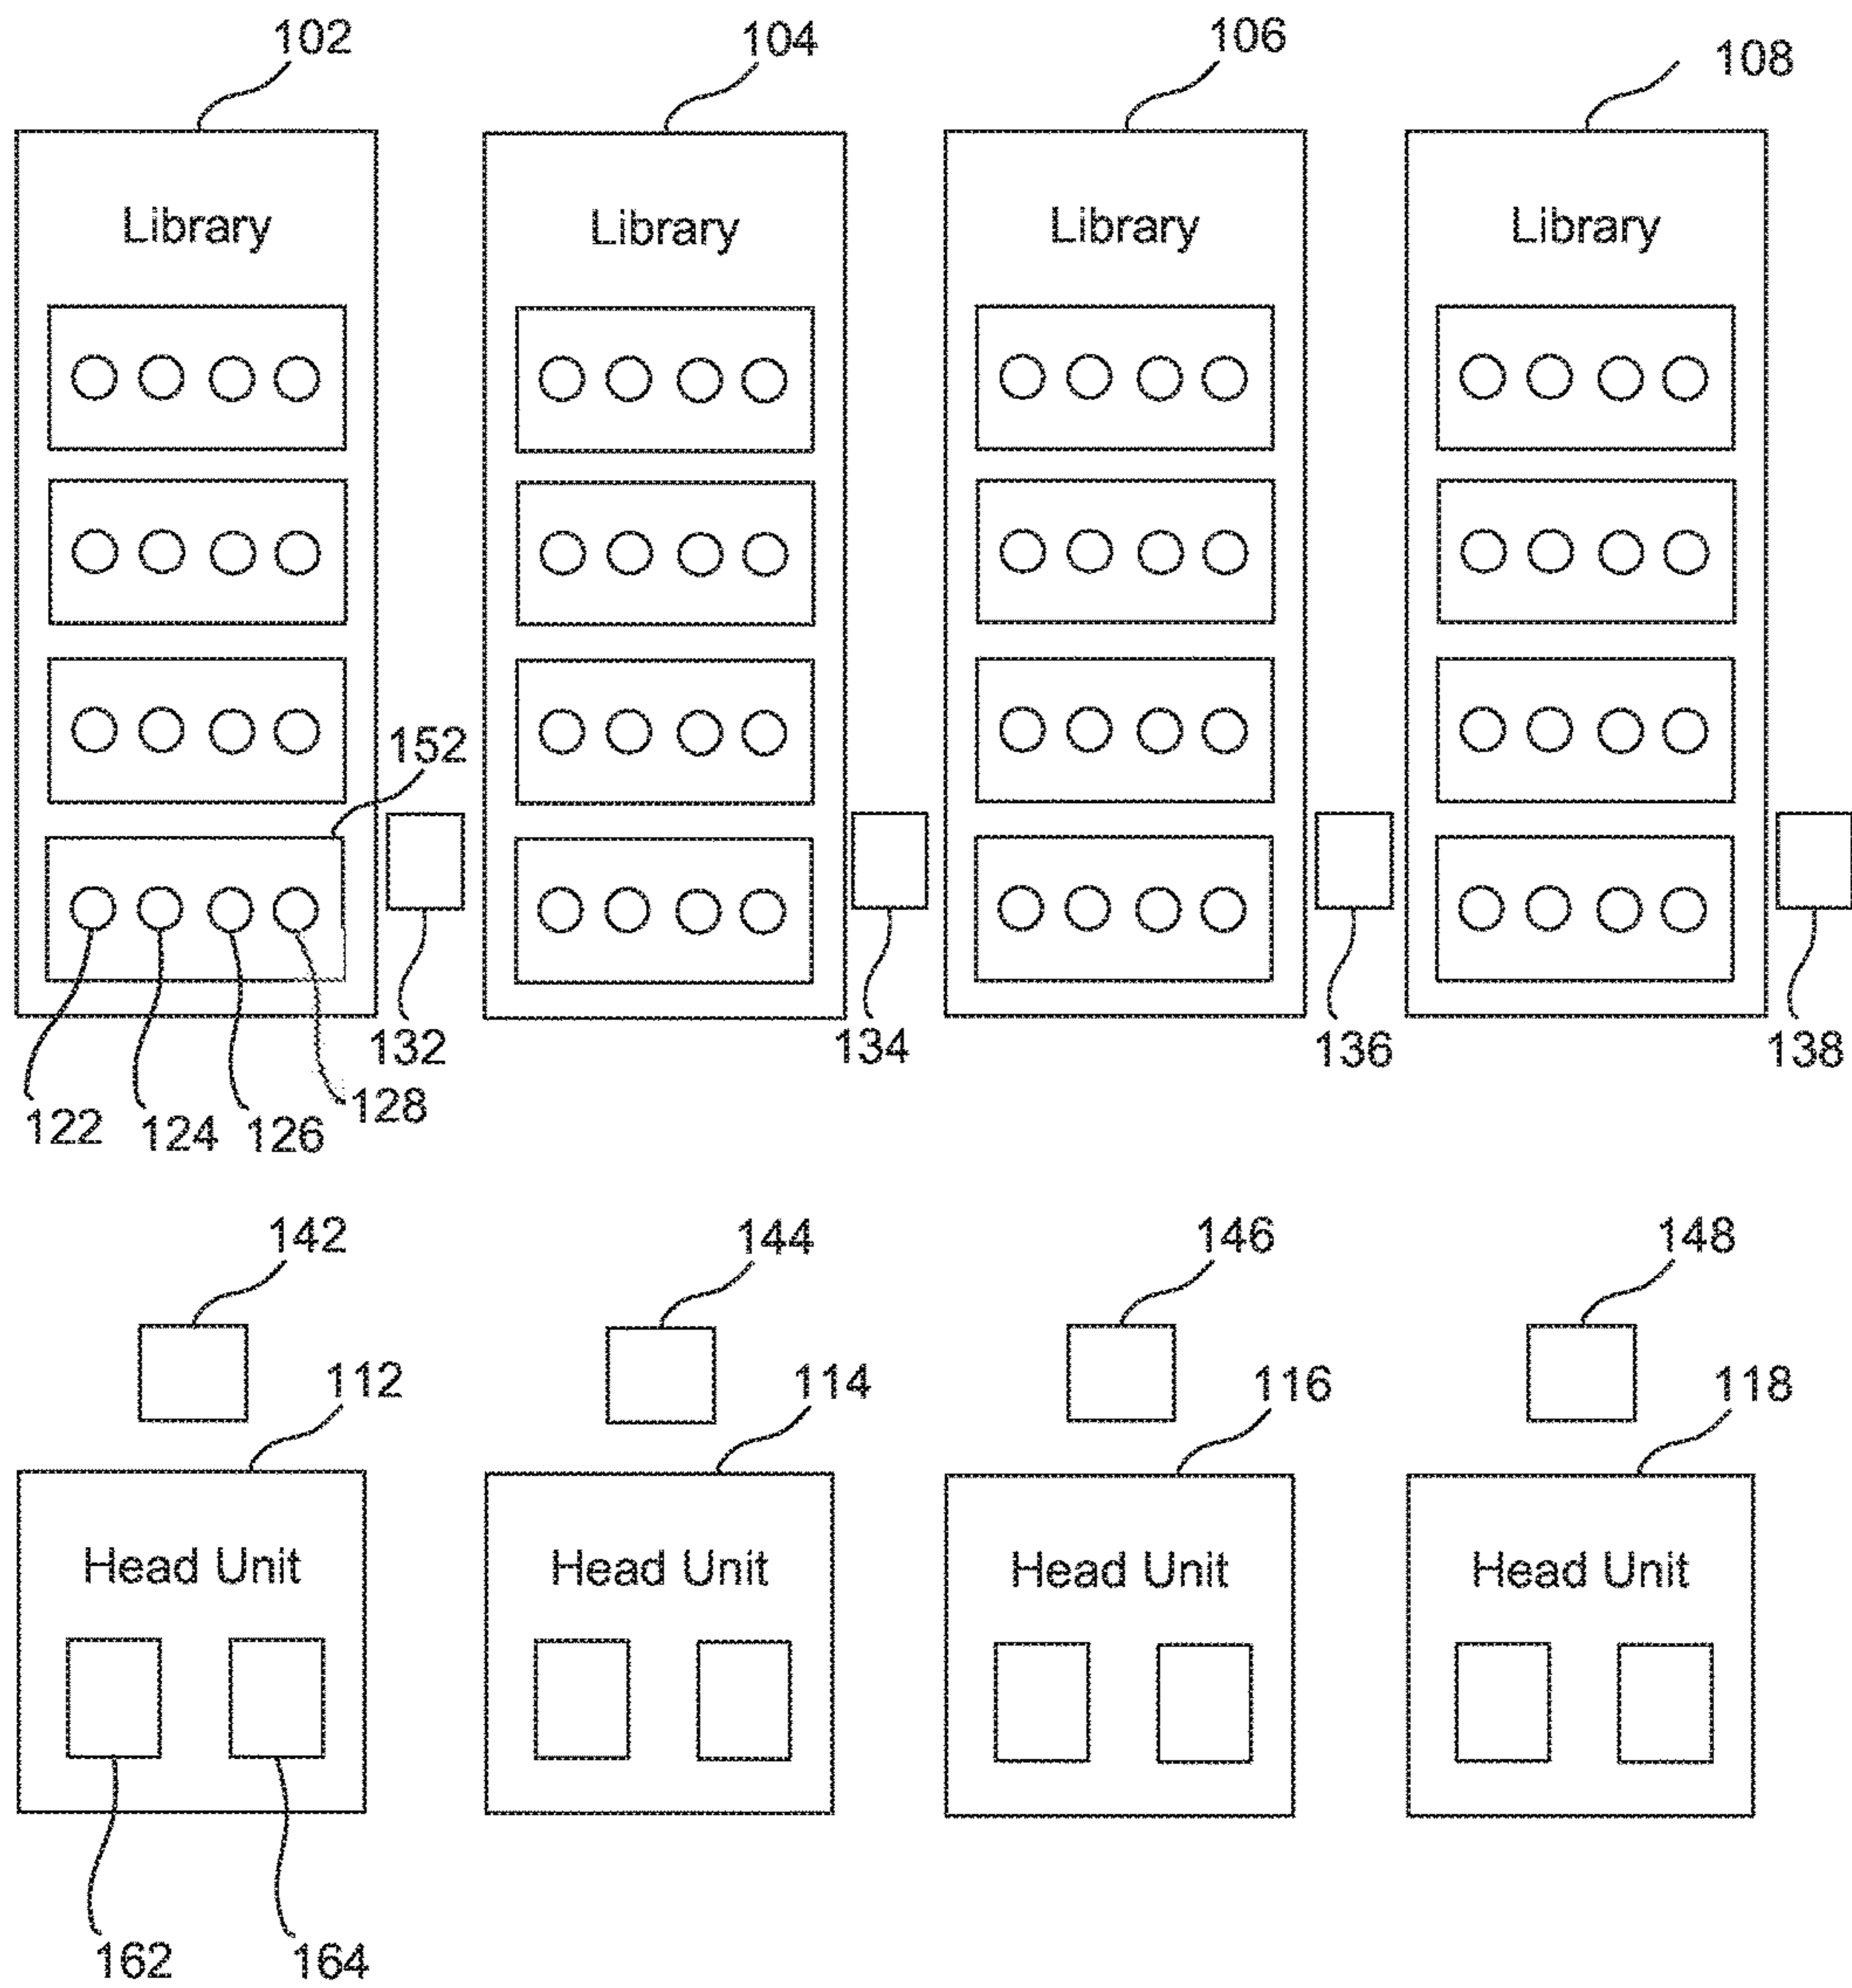 102 104 106 108
Library Library Library Library
152
132 134 136 138
122 124 126 128
142 144 146 148
112 114 116 118
Head Unit Head Unit Head Unit Head Unit
162 164